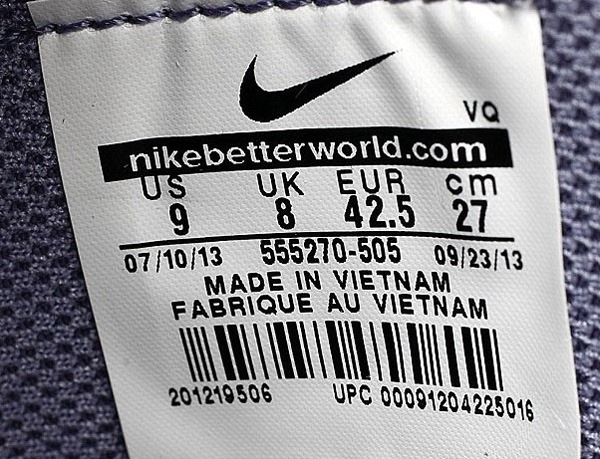 VQ
nikebetterworld.com
US UK EUR cm
9 8 42.5 27
07/10/13 555270-505 09/23/13
MADE IN VIETNAM
FABRIQUE AU VIETNAM
201219506 UPC 00091204225016